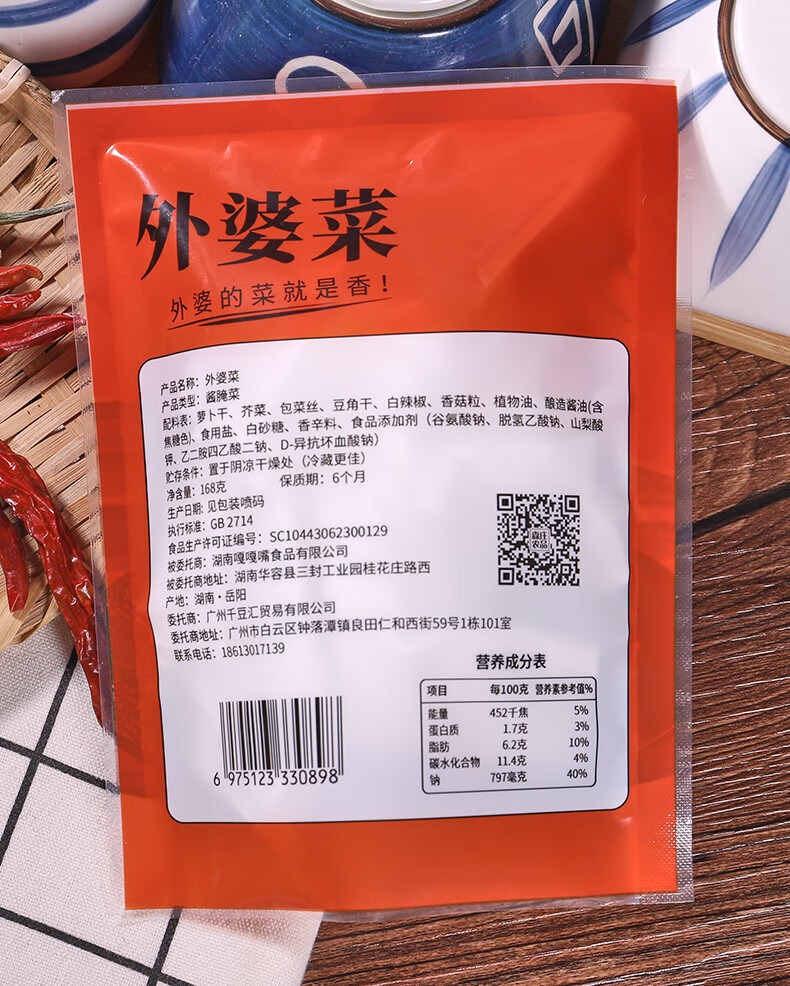 外婆菜
外婆的菜就是香！
产品名称：外婆菜
产品类型：酱腌菜
配料表：萝卜干、芥菜、包菜丝、豆角干、白辣椒、香菇粒、植物油、酿造酱油(含
焦糖色)、食用盐、白砂糖、香辛料、食品添加剂（谷氨酸钠、脱氢乙酸钠、山梨酸
钾、乙二胺四乙酸二钠、D-异抗坏血酸钠）
贮存条件：置于阴凉干燥处（冷藏更佳）
净含量：168克 保质期：6个月
生产日期：见包装喷码
执行标准：GB 2714
食品生产许可证编号：SC10443062300129
被委托商：湖南嘎嘎嘴食品有限公司
被委托商地址：湖南华容县三封工业园桂花庄路西
产地：湖南·岳阳
委托商：广州千豆汇贸易有限公司
委托商地址：广州市白云区钟落潭镇良田仁和西街59号1栋101室
联系电话：18613017139
森庄
农品
营养成分表
项目 每100克 营养素参考值%
能量 452千焦 5%
蛋白质 1.7克 3%
脂肪 6.2克 10%
碳水化合物 11.4克 4%
钠 797毫克 40%
6 975123 330898